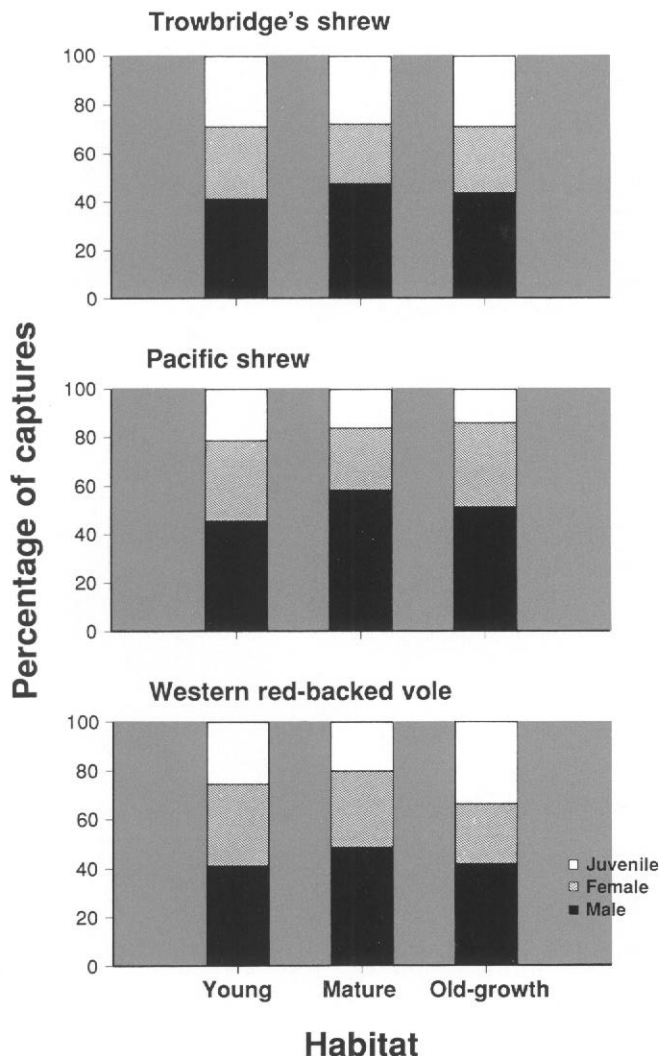 Trowbridge's shrew
100
80
60
40
20
0
Pacific shrew
100
80
60
40
20
0
Percentage of captures
Western red-backed vole
100
80
60
40
20
0
Juvenile
Female
Male
Young Mature Old-growth
Habitat